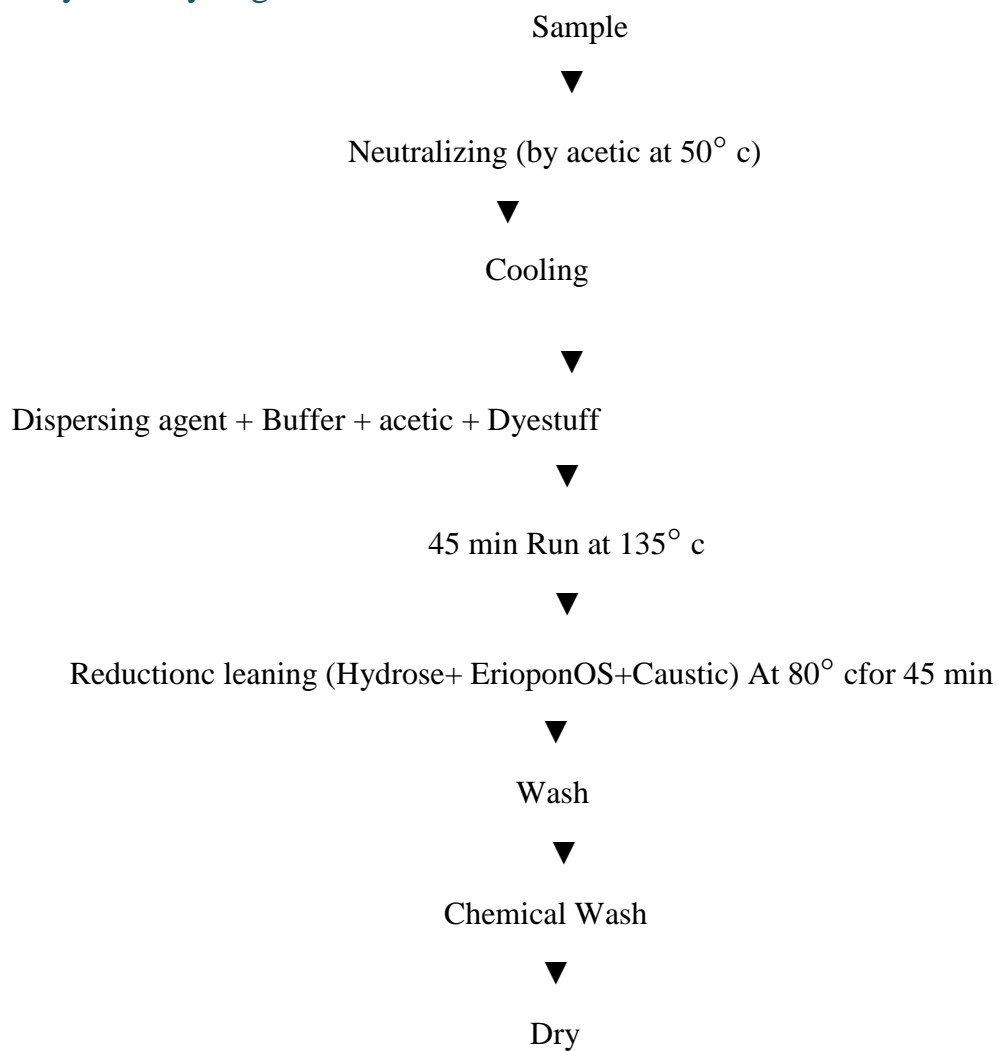 Sample
▼
Neutralizing (by acetic at 50° c)
▼
Cooling
▼
Dispersing agent + Buffer + acetic + Dyestuff
▼
45 min Run at 135° c
▼
Reductionc leaning (Hydrose+ ErioponOS+Caustic) At 80° cfor 45 min
▼
Wash
▼
Chemical Wash
▼
Dry